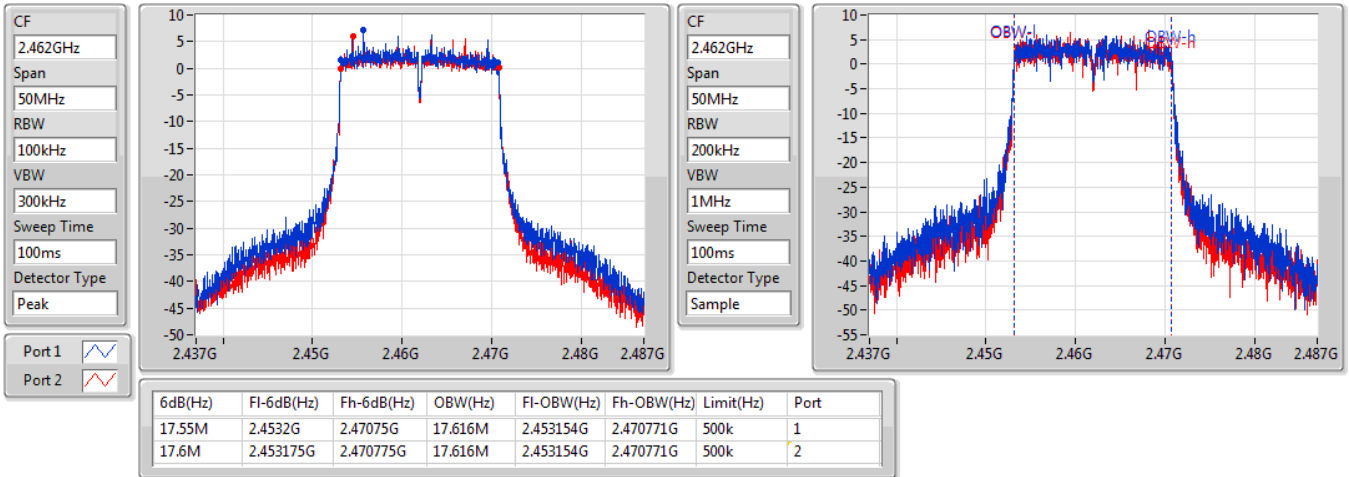 CF
2.462GHz
Span
50MHz
RBW
100kHz
VBW
300kHz
Sweep Time
100ms
Detector Type
Peak
Port 1
Port 2
10
5
0
-5
-10
-15
-20
-25
-30
-35
-40
-45
-50
2.437G 2.45G 2.46G 2.47G 2.48G 2.487G
CF
2.462GHz
Span
50MHz
RBW
200kHz
VBW
1MHz
Sweep Time
100ms
Detector Type
Sample
10
5
0
-5
-10
-15
-20
-25
-30
-35
-40
-45
-50
-55
OBW-l OBW-h
OBW-h
2.437G 2.45G 2.46G 2.47G 2.48G 2.487G
6dB(Hz) Fl-6dB(Hz) Fh-6dB(Hz) OBW(Hz) Fl-OBW(Hz) Fh-OBW(Hz) Limit(Hz) Port
17.55M 2.4532G 2.47075G 17.616M 2.453154G 2.470771G 500k 1
17.6M 2.453175G 2.470775G 17.616M 2.453154G 2.470771G 500k 2